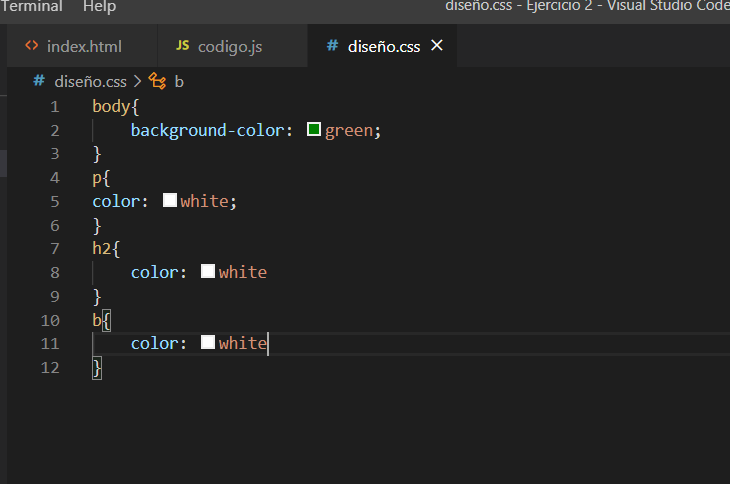 Terminal Help diseño.css - Ejercicio 2 - Visual Studio Code
<> index.html JS codigo.js # diseño.css ×
# diseño.css > b
1 body{
2 background-color: green;
3 }
4 p{
5 color: white;
6 }
7 h2{
8 color: white
9 }
10 b{
11 color: white
12 }